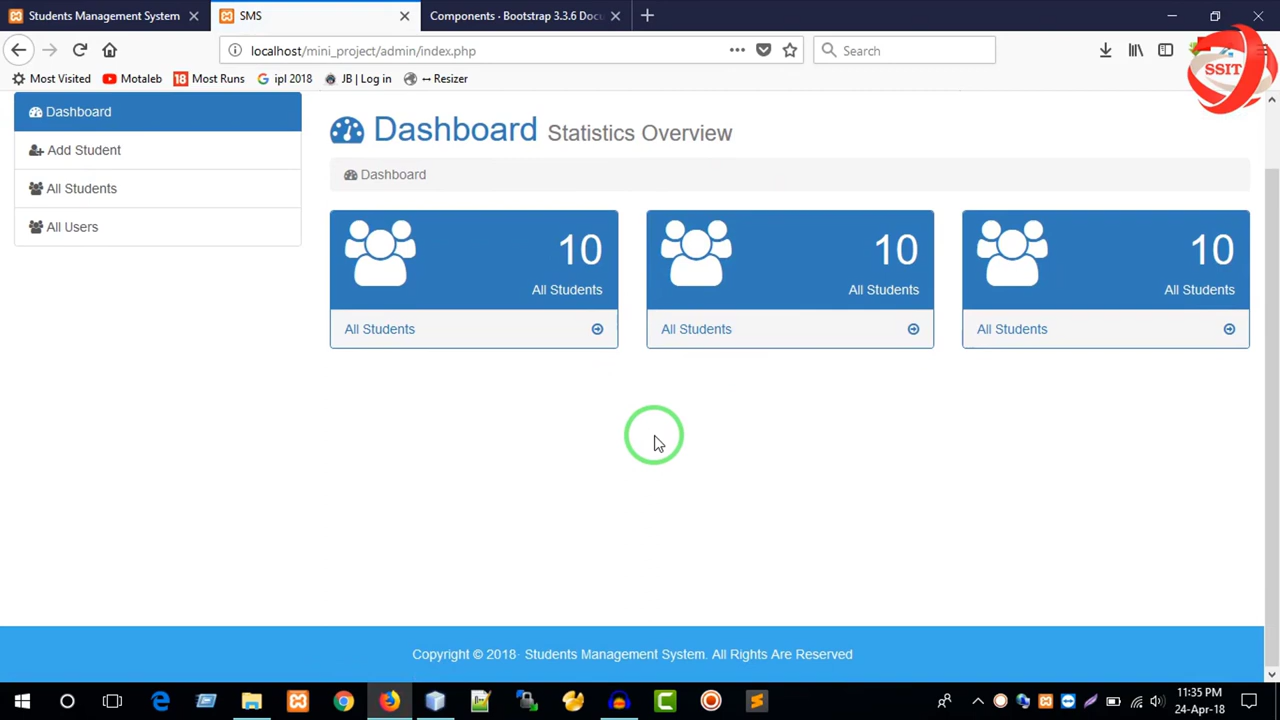 Students Management System
SMS
Components · Bootstrap 3.3.6 Docu
localhost/mini_project/admin/index.php
Search
Most Visited
Motaleb
18 Most Runs
ipl 2018
JB | Log in
Resizer
SSIT
Dashboard
Add Student
All Students
All Users
Dashboard Statistics Overview
Dashboard
10
All Students
All Students
10
All Students
All Students
10
All Students
All Students
Copyright © 2018· Students Management System. All Rights Are Reserved
11:35 PM
24-Apr-18